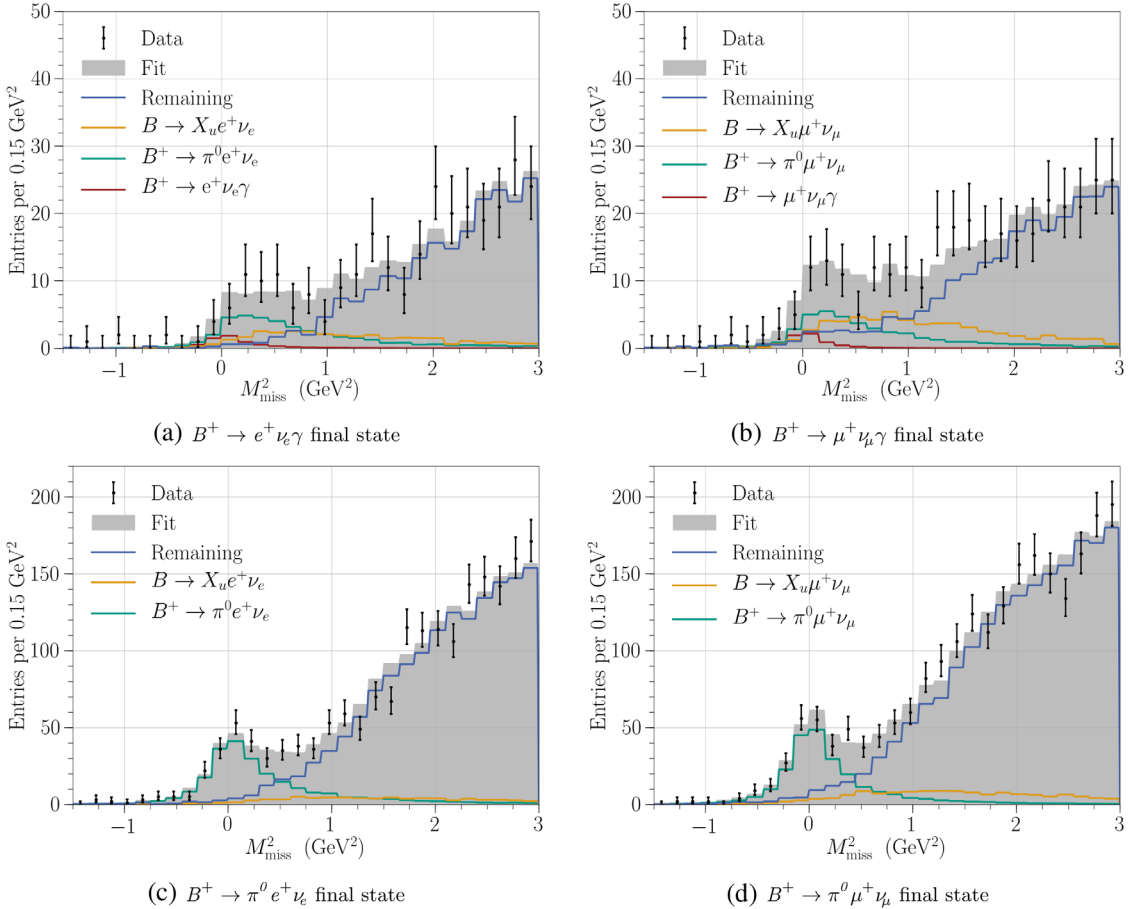 50
40
30
20
10
0
Entries per 0.15 GeV²
Data
Fit
Remaining
B → X_u e⁺ν_e
B⁺ → π⁰e⁺ν_e
B⁺ → e⁺ν_eγ
−1 0 1 2 3
M²_miss (GeV²)
(a) B⁺ → e⁺ν_eγ final state
50
40
30
20
10
0
Entries per 0.15 GeV²
Data
Fit
Remaining
B → X_u μ⁺ν_μ
B⁺ → π⁰μ⁺ν_μ
B⁺ → μ⁺ν_μγ
−1 0 1 2 3
M²_miss (GeV²)
(b) B⁺ → μ⁺ν_μγ final state
200
150
100
50
0
Entries per 0.15 GeV²
Data
Fit
Remaining
B → X_u e⁺ν_e
B⁺ → π⁰e⁺ν_e
−1 0 1 2 3
M²_miss (GeV²)
(c) B⁺ → π⁰e⁺ν_e final state
200
150
100
50
0
Entries per 0.15 GeV²
Data
Fit
Remaining
B → X_u μ⁺ν_μ
B⁺ → π⁰μ⁺ν_μ
−1 0 1 2 3
M²_miss (GeV²)
(d) B⁺ → π⁰μ⁺ν_μ final state